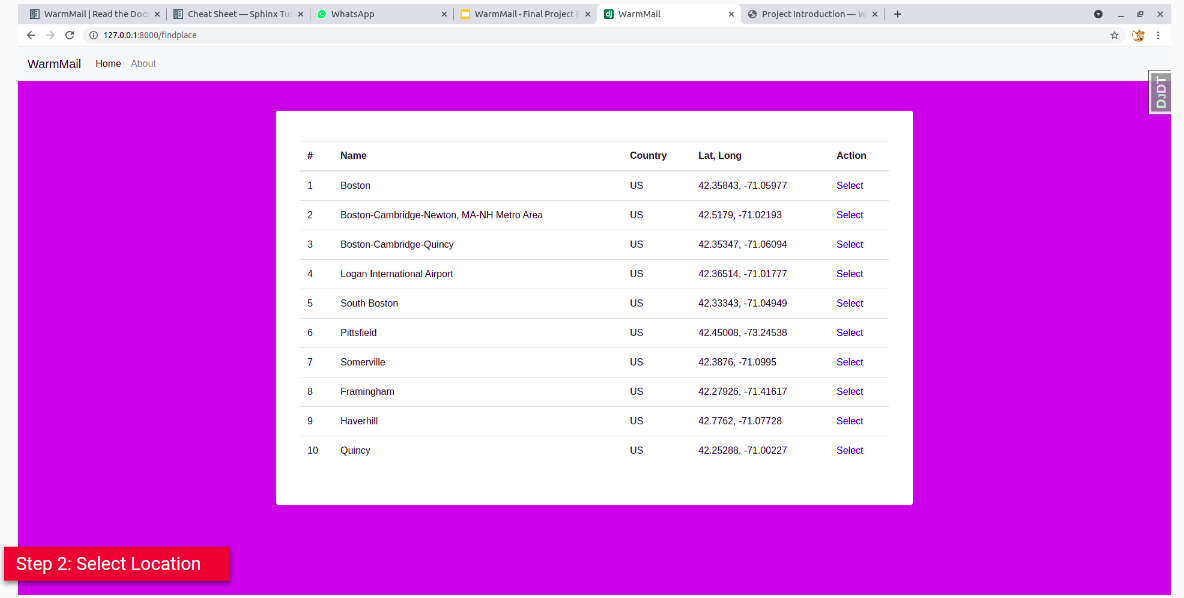 WarmMail | Read the Doc
Cheat Sheet — Sphinx Tut
WhatsApp
WarmMail - Final Project P
WarmMail
Project Introduction — W
127.0.0.1:8000/findplace
WarmMail Home About
DJDT
# Name Country Lat, Long Action
1 Boston US 42.35843, -71.05977 Select
2 Boston-Cambridge-Newton, MA-NH Metro Area US 42.5179, -71.02193 Select
3 Boston-Cambridge-Quincy US 42.35347, -71.06094 Select
4 Logan International Airport US 42.36514, -71.01777 Select
5 South Boston US 42.33343, -71.04949 Select
6 Pittsfield US 42.45008, -73.24538 Select
7 Somerville US 42.3876, -71.0995 Select
8 Framingham US 42.27926, -71.41617 Select
9 Haverhill US 42.7762, -71.07728 Select
10 Quincy US 42.25288, -71.00227 Select
Step 2: Select Location